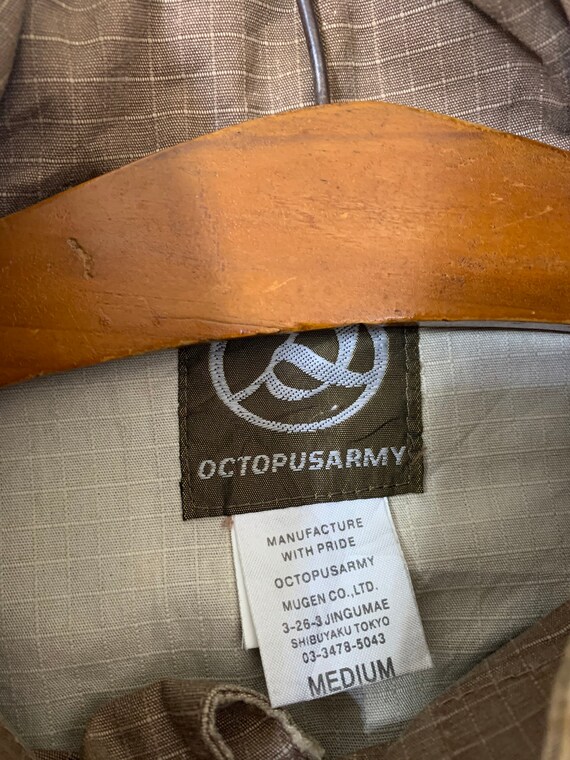 OCTOPUSARMY
MANUFACTURE
WITH PRIDE
OCTOPUSARMY
MUGEN CO.,LTD.
3-26-3 JINGUMAE
SHIBUYAKU TOKYO
03-3478-5043
MEDIUM